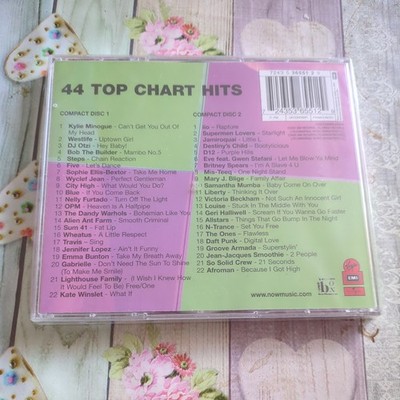 44 TOP CHART HITS
COMPACT DISC 1
1 Kylie Minogue - Can't Get You Out Of
My Head
2 Westlife - Uptown Girl
3 DJ Otzi - Hey Baby!
4 Bob The Builder - Mambo No.5
5 Steps - Chain Reaction
6 Five - Let's Dance
7 Sophie Ellis-Bextor - Take Me Home
8 Wyclef Jean - Perfect Gentleman
9 City High - What Would You Do?
10 Blue - If You Come Back
11 Nelly Furtado - Turn Off The Light
12 OPM - Heaven Is A Halfpipe
13 The Dandy Warhols - Bohemian Like You
14 Alien Ant Farm - Smooth Criminal
15 Sum 41 - Fat Lip
16 Wheatus - A Little Respect
17 Travis - Sing
18 Jennifer Lopez - Ain't It Funny
19 Emma Bunton - Take My Breath Away
20 Gabrielle - Don't Need The Sun To Shine
(To Make Me Smile)
21 Lighthouse Family - (I Wish I Knew How
It Would Feel To Be) Free/One
22 Kate Winslet - What If
COMPACT DISC 2
1 iio - Rapture
2 Supermen Lovers - Starlight
3 Jamiroquai - Little L
4 Destiny's Child - Bootylicious
5 D12 - Purple Hills
6 Eve feat. Gwen Stefani - Let Me Blow Ya Mind
7 Britney Spears - I'm A Slave 4 U
8 Mis-Teeq - One Night Stand
9 Mary J. Blige - Family Affair
10 Samantha Mumba - Baby Come On Over
11 Liberty - Thinking It Over
12 Victoria Beckham - Not Such An Innocent Girl
13 Louise - Stuck In The Middle With You
14 Geri Halliwell - Scream If You Wanna Go Faster
15 Allstars - Things That Go Bump In The Night
16 N-Trance - Set You Free
17 The Ones - Flawless
18 Daft Punk - Digital Love
19 Groove Armada - Superstylin'
20 Jean-Jacques Smoothie - 2 People
21 So Solid Crew - 21 Seconds
22 Afroman - Because I Got High
www.nowmusic.com
EMI